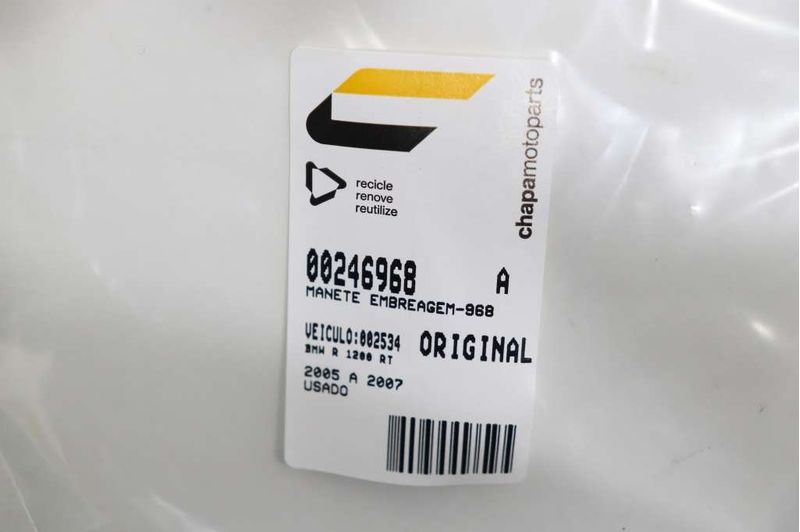 chapamotoparts
recicle
renove
reutilize
00246968 A
MANETE EMBREAGEM-968
VEICULO:002534 ORIGINAL
BMW R 1200 RT
2005 A 2007
USADO